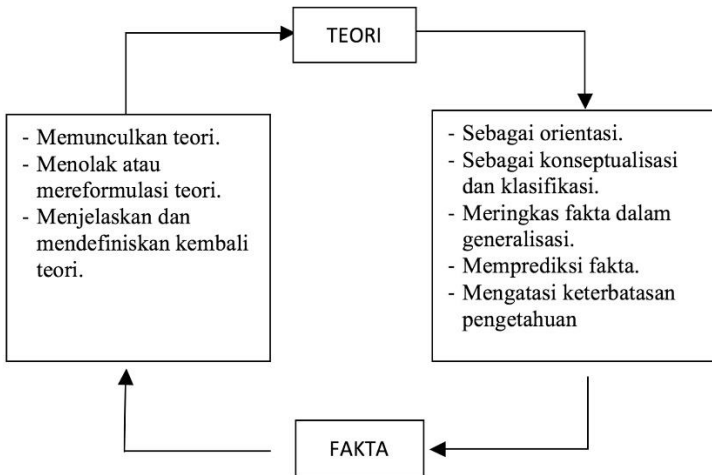 TEORI
- Memunculkan teori.
- Menolak atau
mereformulasi teori.
- Menjelaskan dan
mendefiniskan kembali
teori.
- Sebagai orientasi.
- Sebagai konseptualisasi
dan klasifikasi.
- Meringkas fakta dalam
generalisasi.
- Memprediksi fakta.
- Mengatasi keterbatasan
pengetahuan
FAKTA